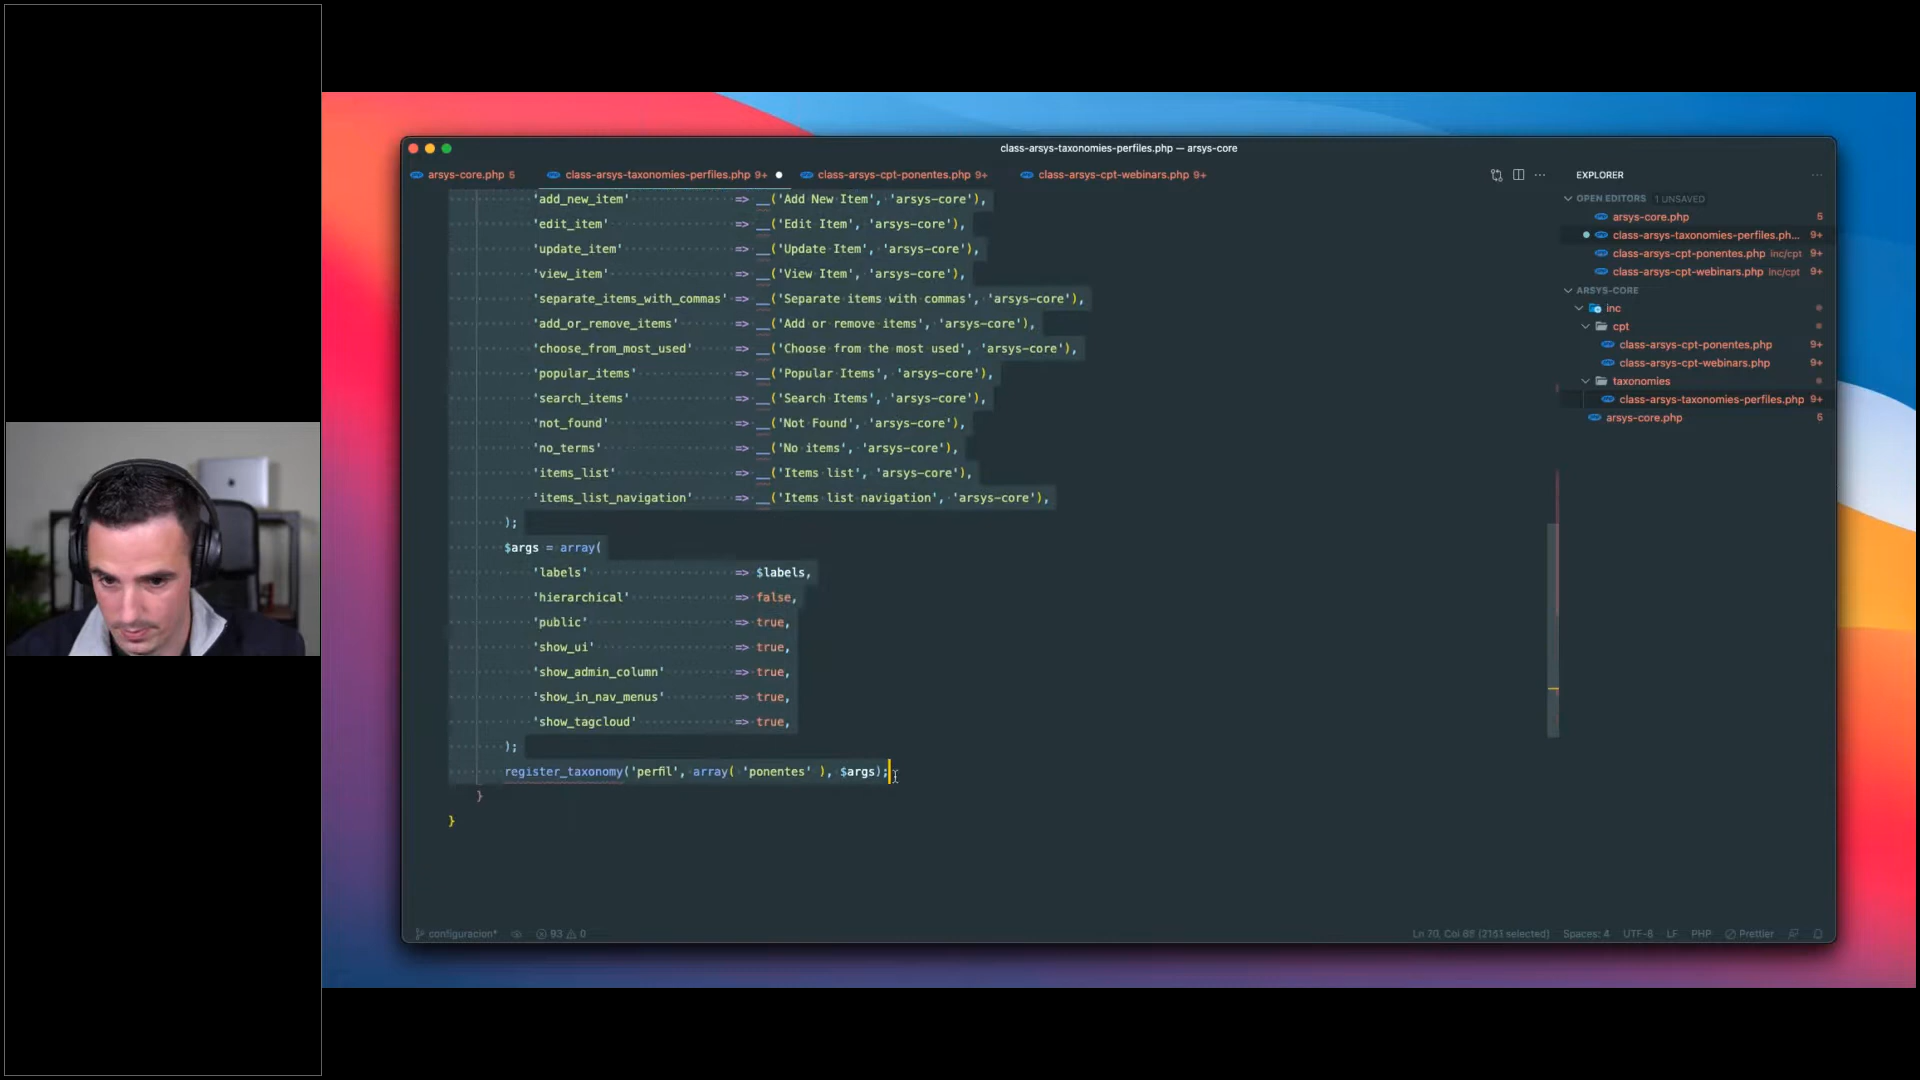 class-arsys-taxonomies-perfiles.php — arsys-core
arsys-core.php 5
class-arsys-taxonomies-perfiles.php 9+
class-arsys-cpt-ponentes.php 9+
class-arsys-cpt-webinars.php 9+
'add_new_item' => __('Add New Item', 'arsys-core'),
'edit_item' => __('Edit Item', 'arsys-core'),
'update_item' => __('Update Item', 'arsys-core'),
'view_item' => __('View Item', 'arsys-core'),
'separate_items_with_commas' => __('Separate items with commas', 'arsys-core'),
'add_or_remove_items' => __('Add or remove items', 'arsys-core'),
'choose_from_most_used' => __('Choose from the most used', 'arsys-core'),
'popular_items' => __('Popular Items', 'arsys-core'),
'search_items' => __('Search Items', 'arsys-core'),
'not_found' => __('Not Found', 'arsys-core'),
'no_terms' => __('No items', 'arsys-core'),
'items_list' => __('Items list', 'arsys-core'),
'items_list_navigation' => __('Items list navigation', 'arsys-core'),
);
$args = array(
'labels' => $labels,
'hierarchical' => false,
'public' => true,
'show_ui' => true,
'show_admin_column' => true,
'show_in_nav_menus' => true,
'show_tagcloud' => true,
);
register_taxonomy('perfil', array( 'ponentes' ), $args);
}
}
EXPLORER
OPEN EDITORS 1 UNSAVED
arsys-core.php 5
class-arsys-taxonomies-perfiles.ph... 9+
class-arsys-cpt-ponentes.php inc/cpt 9+
class-arsys-cpt-webinars.php inc/cpt 9+
ARSYS-CORE
inc
cpt
class-arsys-cpt-ponentes.php 9+
class-arsys-cpt-webinars.php 9+
taxonomies
class-arsys-taxonomies-perfiles.php 9+
arsys-core.php 5
configuracion* 93 0
Ln 70, Col 65 (2161 selected) Spaces: 4 UTF-8 LF PHP Prettier